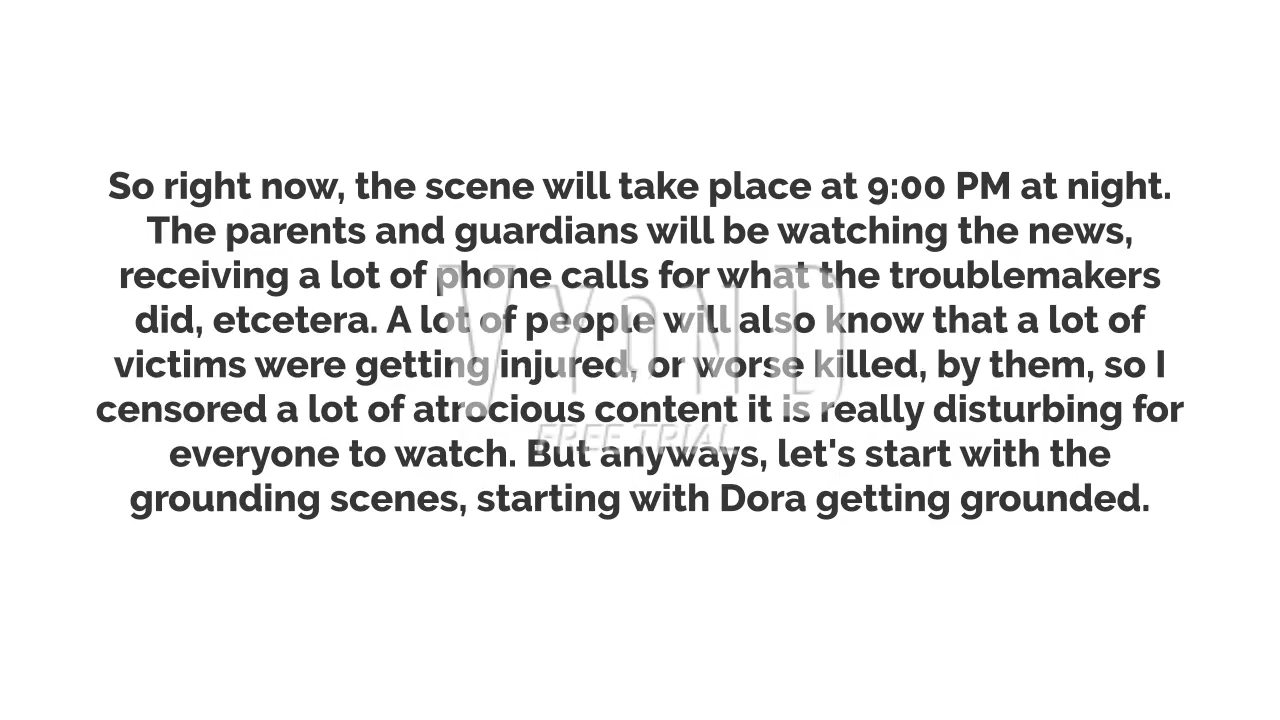 So right now, the scene will take place at 9:00 PM at night.
The parents and guardians will be watching the news,
receiving a lot of phone calls for what the troublemakers
did, etcetera. A lot of people will also know that a lot of
victims were getting injured, or worse killed, by them, so I
censored a lot of atrocious content it is really disturbing for
everyone to watch. But anyways, let's start with the
grounding scenes, starting with Dora getting grounded.
VYOND
FREE TRIAL